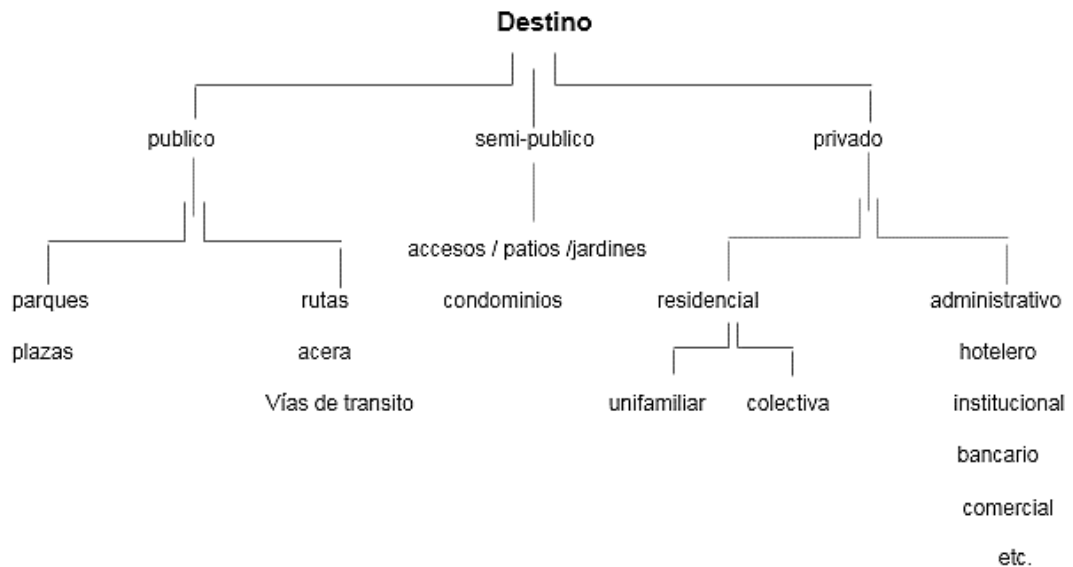 Destino
publico semi-publico privado
accesos / patios /jardines
parques rutas condominios residencial administrativo
plazas acera hotelero
Vías de transito unifamiliar colectiva institucional
bancario
comercial
etc.